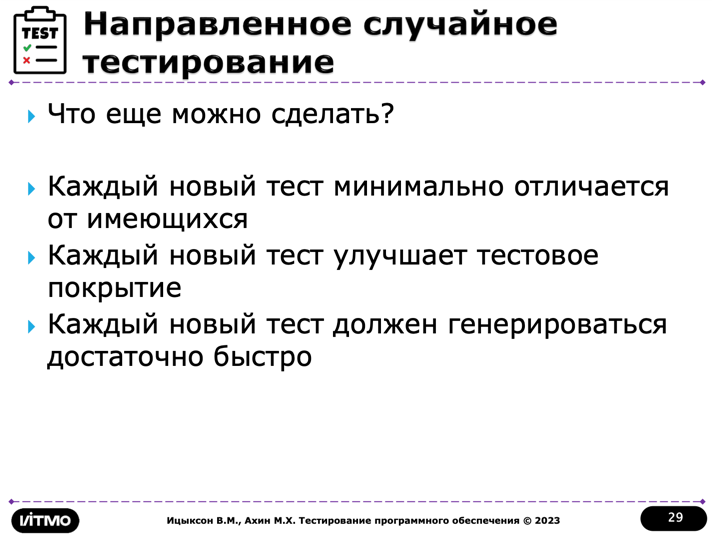 TEST
Направленное случайное
тестирование
Что еще можно сделать?
Каждый новый тест минимально отличается
от имеющихся
Каждый новый тест улучшает тестовое
покрытие
Каждый новый тест должен генерироваться
достаточно быстро
ITMO
Ицыксон В.М., Ахин М.Х. Тестирование программного обеспечения © 2023
29